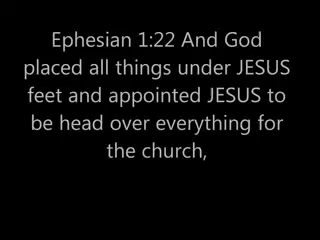 Ephesian 1:22 And God
placed all things under JESUS
feet and appointed JESUS to
be head over everything for
the church,